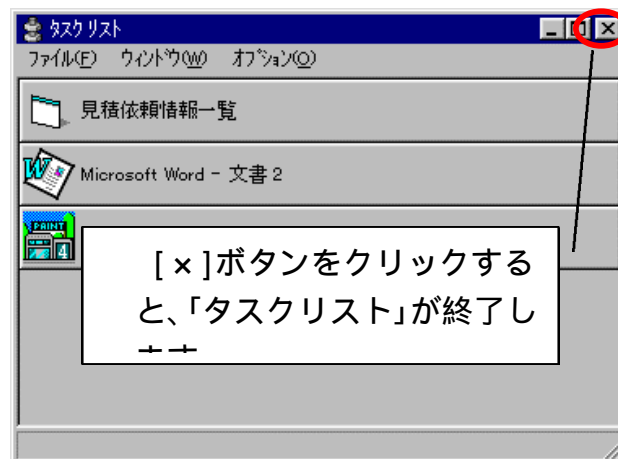 タスクリスト
ファイル(F) ウィンドウ(W) オプション(O)
見積依頼情報一覧
Microsoft Word - 文書 2
PAINT
4
[×]ボタンをクリックする
と、「タスクリスト」が終了し